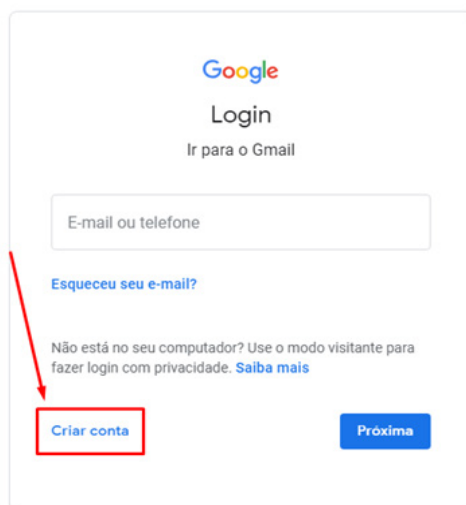 Google
Login
Ir para o Gmail
E-mail ou telefone
Esqueceu seu e-mail?
Não está no seu computador? Use o modo visitante para
fazer login com privacidade. Saiba mais
Criar conta
Próxima